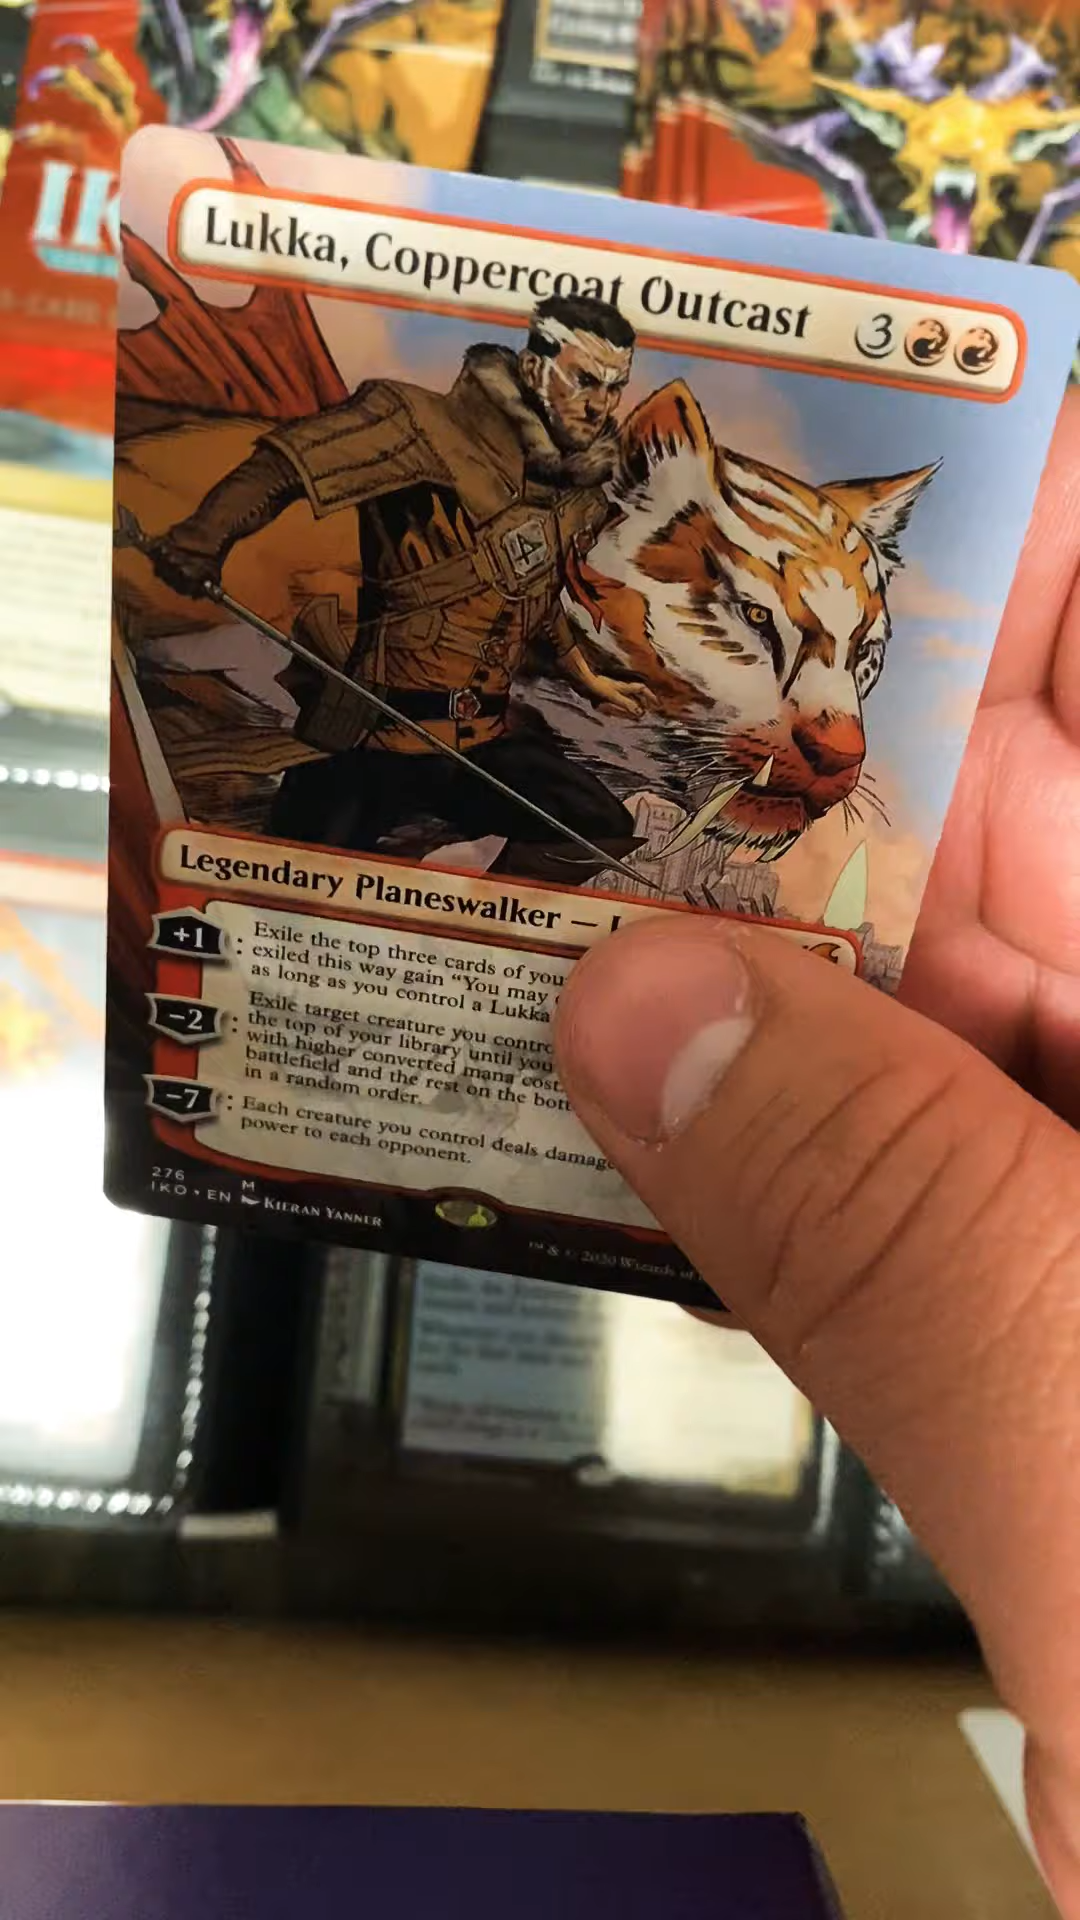 IK
Lukka, Coppercoat Outcast 3
Legendary Planeswalker —
+1 : Exile the top three cards of you
exiled this way gain “You may
as long as you control a Lukka
−2 : Exile target creature you contro
the top of your library until you
with higher converted mana cost.
battlefield and the rest on the bott
in a random order.
−7 : Each creature you control deals damage
power to each opponent.
276 M
IKO • EN KIERAN YANNER
™ & © 2020 Wizards of